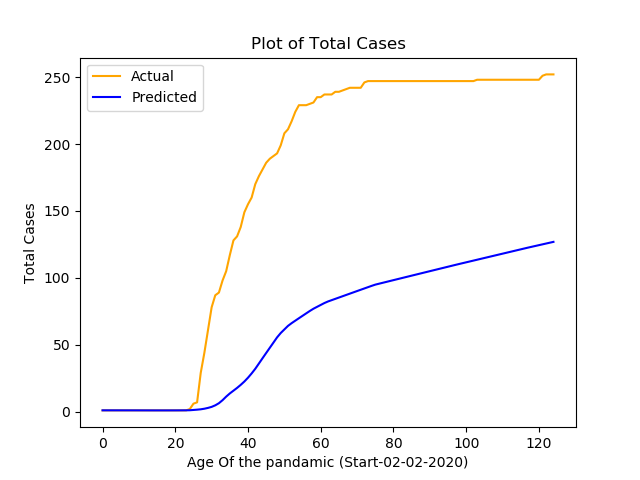 Plot of Total Cases
Actual
Predicted
250
200
150
100
50
0
Total Cases
0 20 40 60 80 100 120
Age Of the pandamic (Start-02-02-2020)